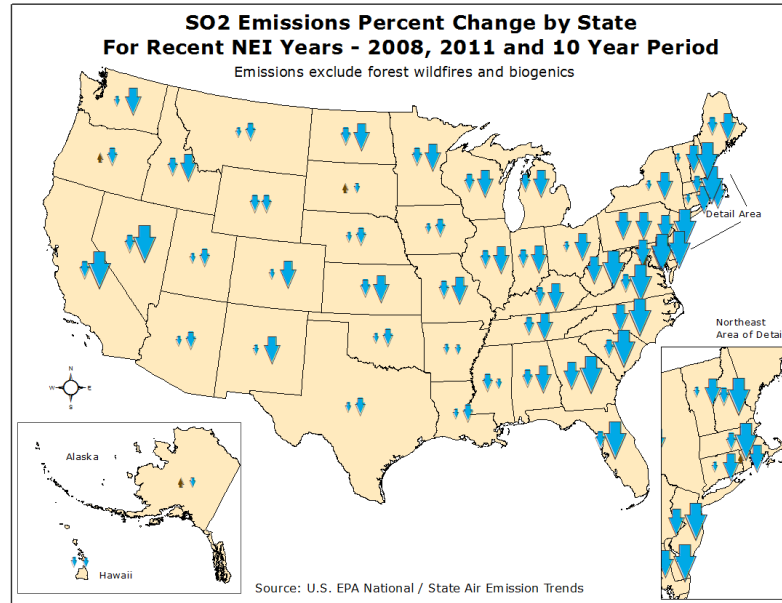 SO2 Emissions Percent Change by State
For Recent NEI Years - 2008, 2011 and 10 Year Period
Emissions exclude forest wildfires and biogenics
Detail Area
Northeast
Area of Detail
N
W E
S
Alaska
Hawaii
Source: U.S. EPA National / State Air Emission Trends